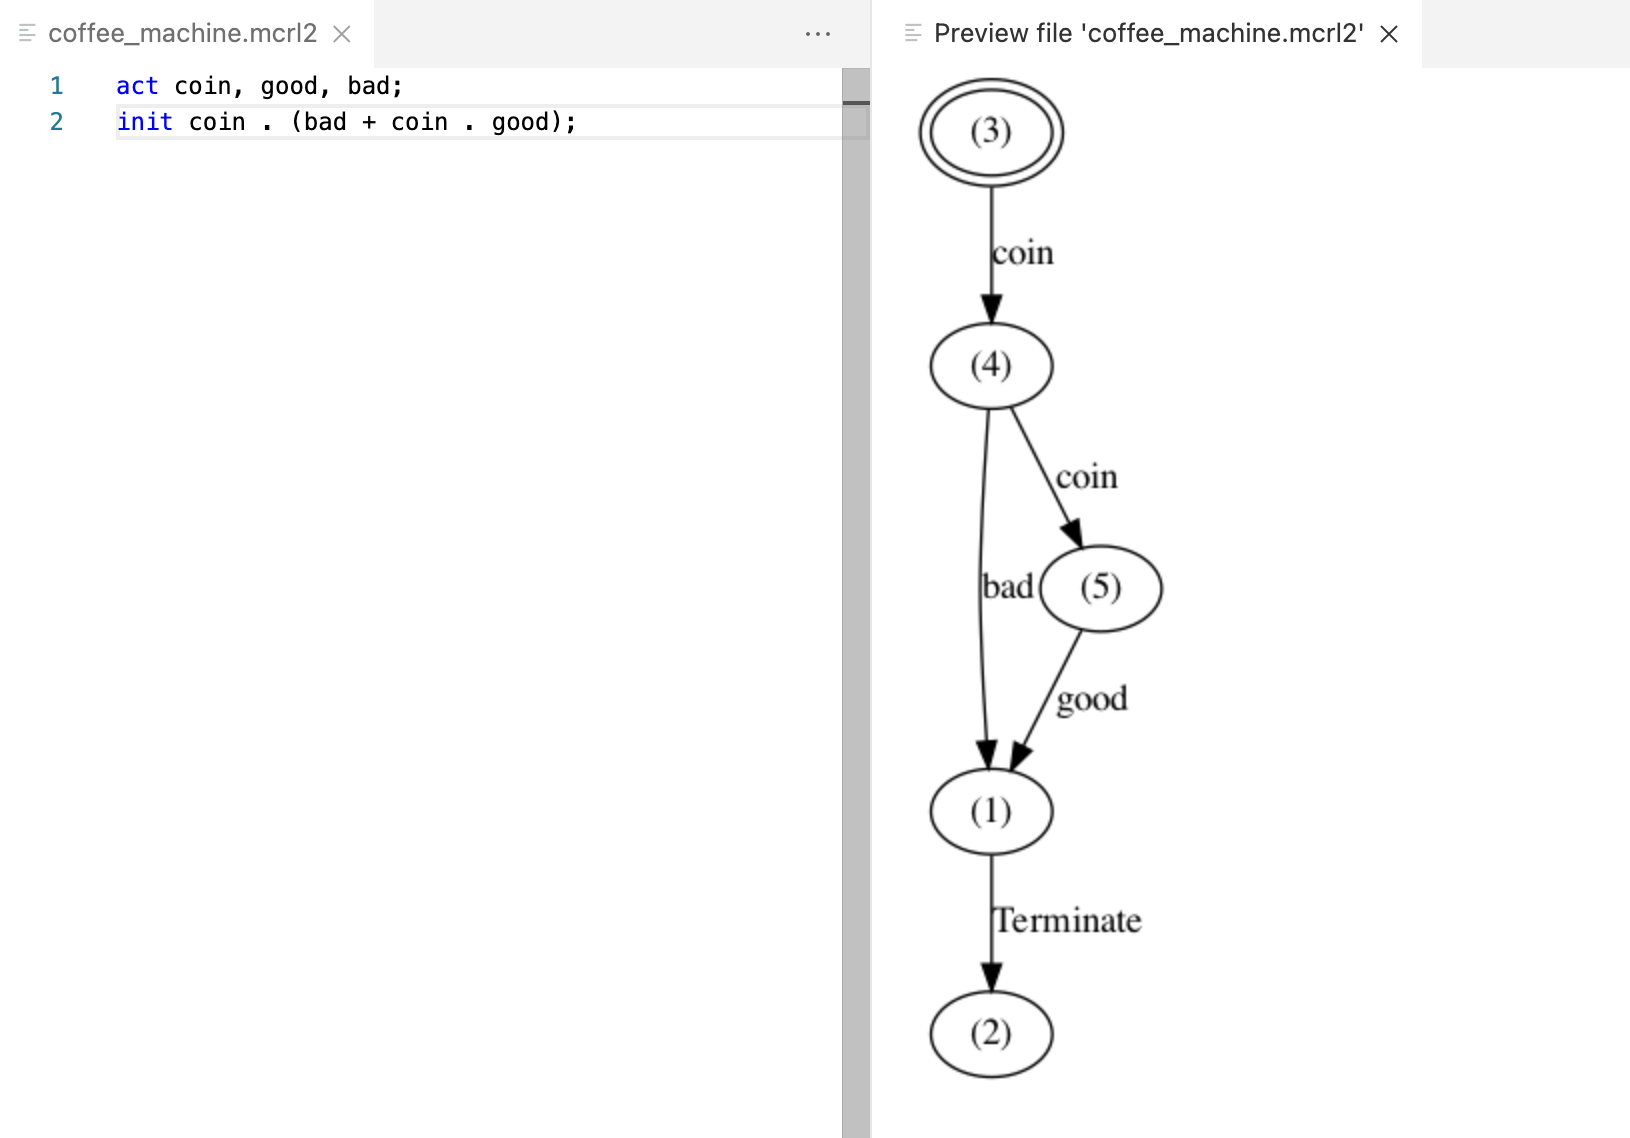 coffee_machine.mcrl2
1 act coin, good, bad;
2 init coin . (bad + coin . good);
Preview file 'coffee_machine.mcrl2'
(3)
coin
(4)
coin
bad
(5)
good
(1)
Terminate
(2)